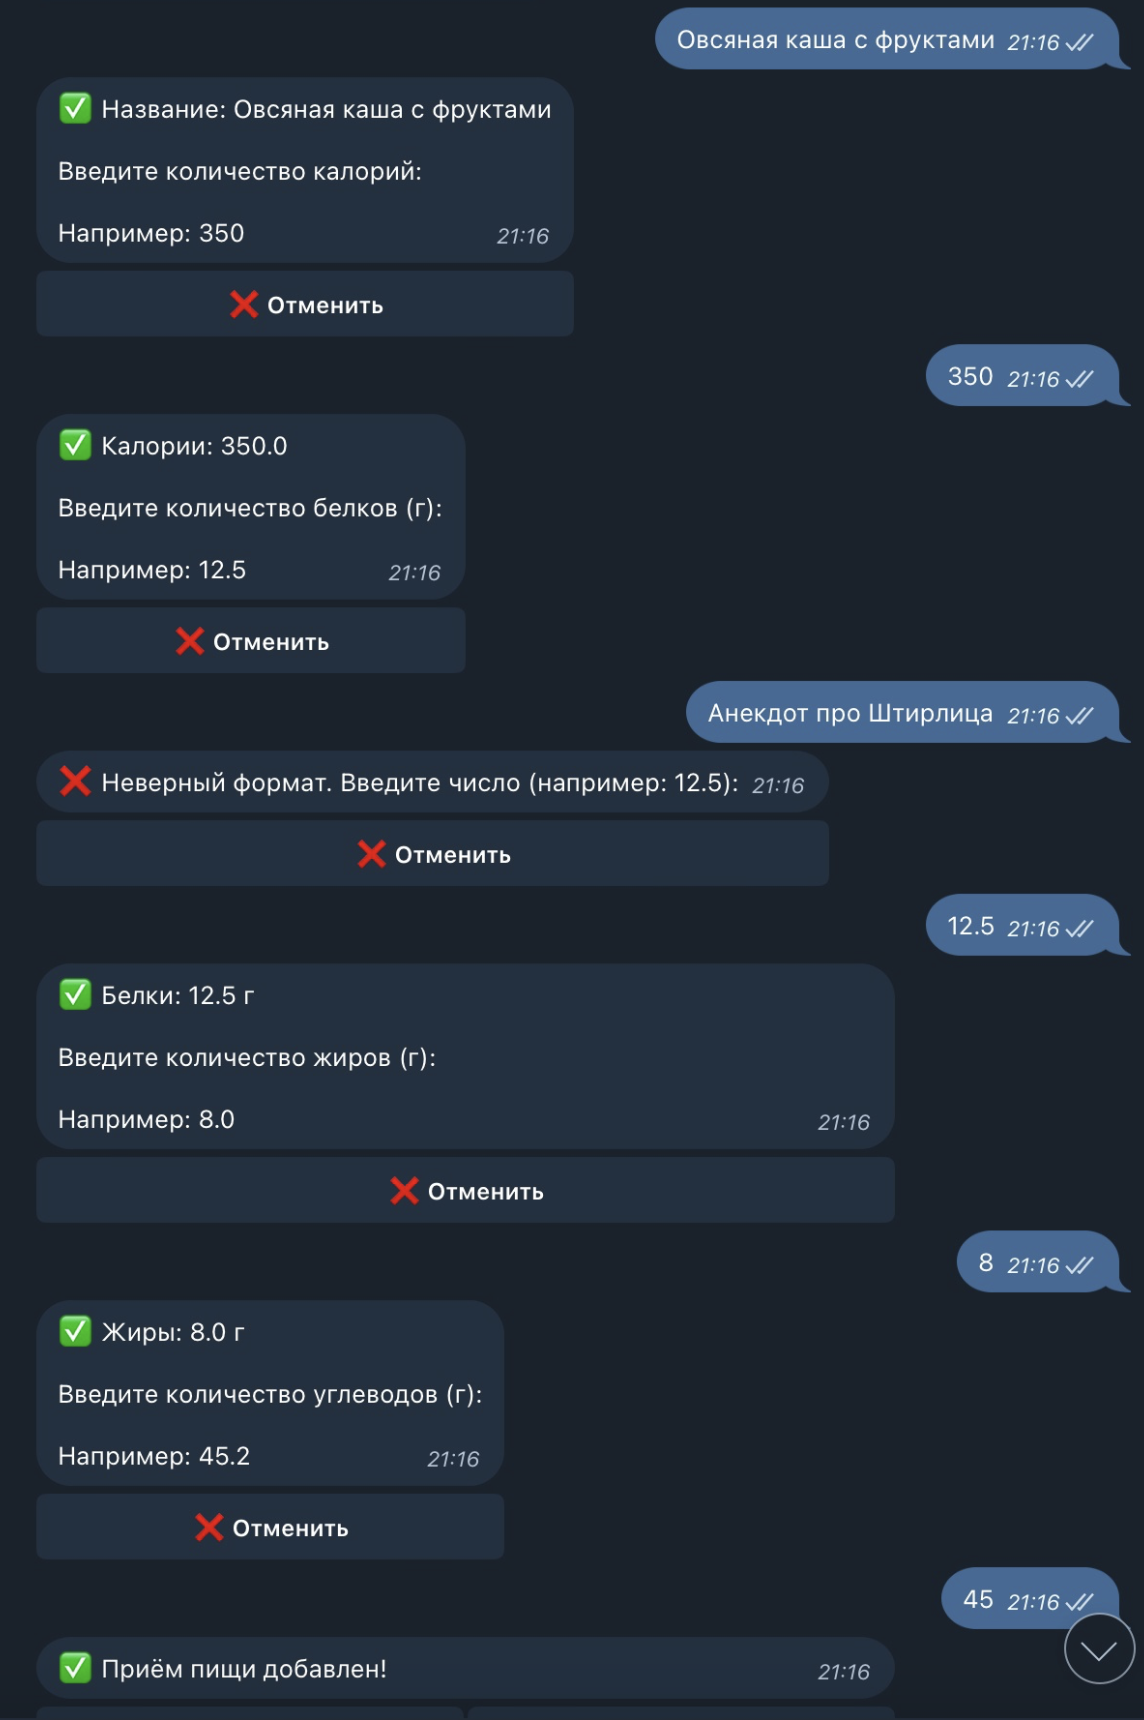 Овсяная каша с фруктами 21:16
✅ Название: Овсяная каша с фруктами
Введите количество калорий:
Например: 350 21:16
❌ Отменить
350 21:16
✅ Калории: 350.0
Введите количество белков (г):
Например: 12.5 21:16
❌ Отменить
Анекдот про Штирлица 21:16
❌ Неверный формат. Введите число (например: 12.5): 21:16
❌ Отменить
12.5 21:16
✅ Белки: 12.5 г
Введите количество жиров (г):
Например: 8.0 21:16
❌ Отменить
8 21:16
✅ Жиры: 8.0 г
Введите количество углеводов (г):
Например: 45.2 21:16
❌ Отменить
45 21:16
✅ Приём пищи добавлен! 21:16